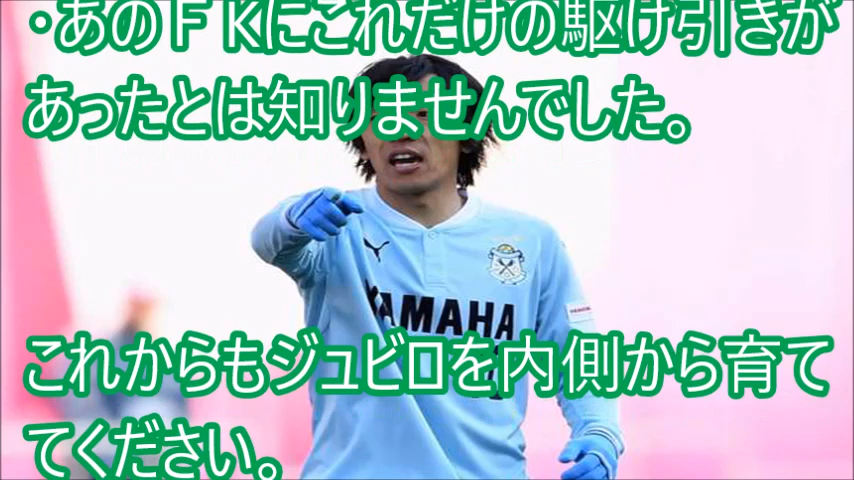 ・あのＦＫにこれだけの駆け引きが
あったとは知りませんでした。
YAMAHA
これからもジュビロを内側から育て
てください。